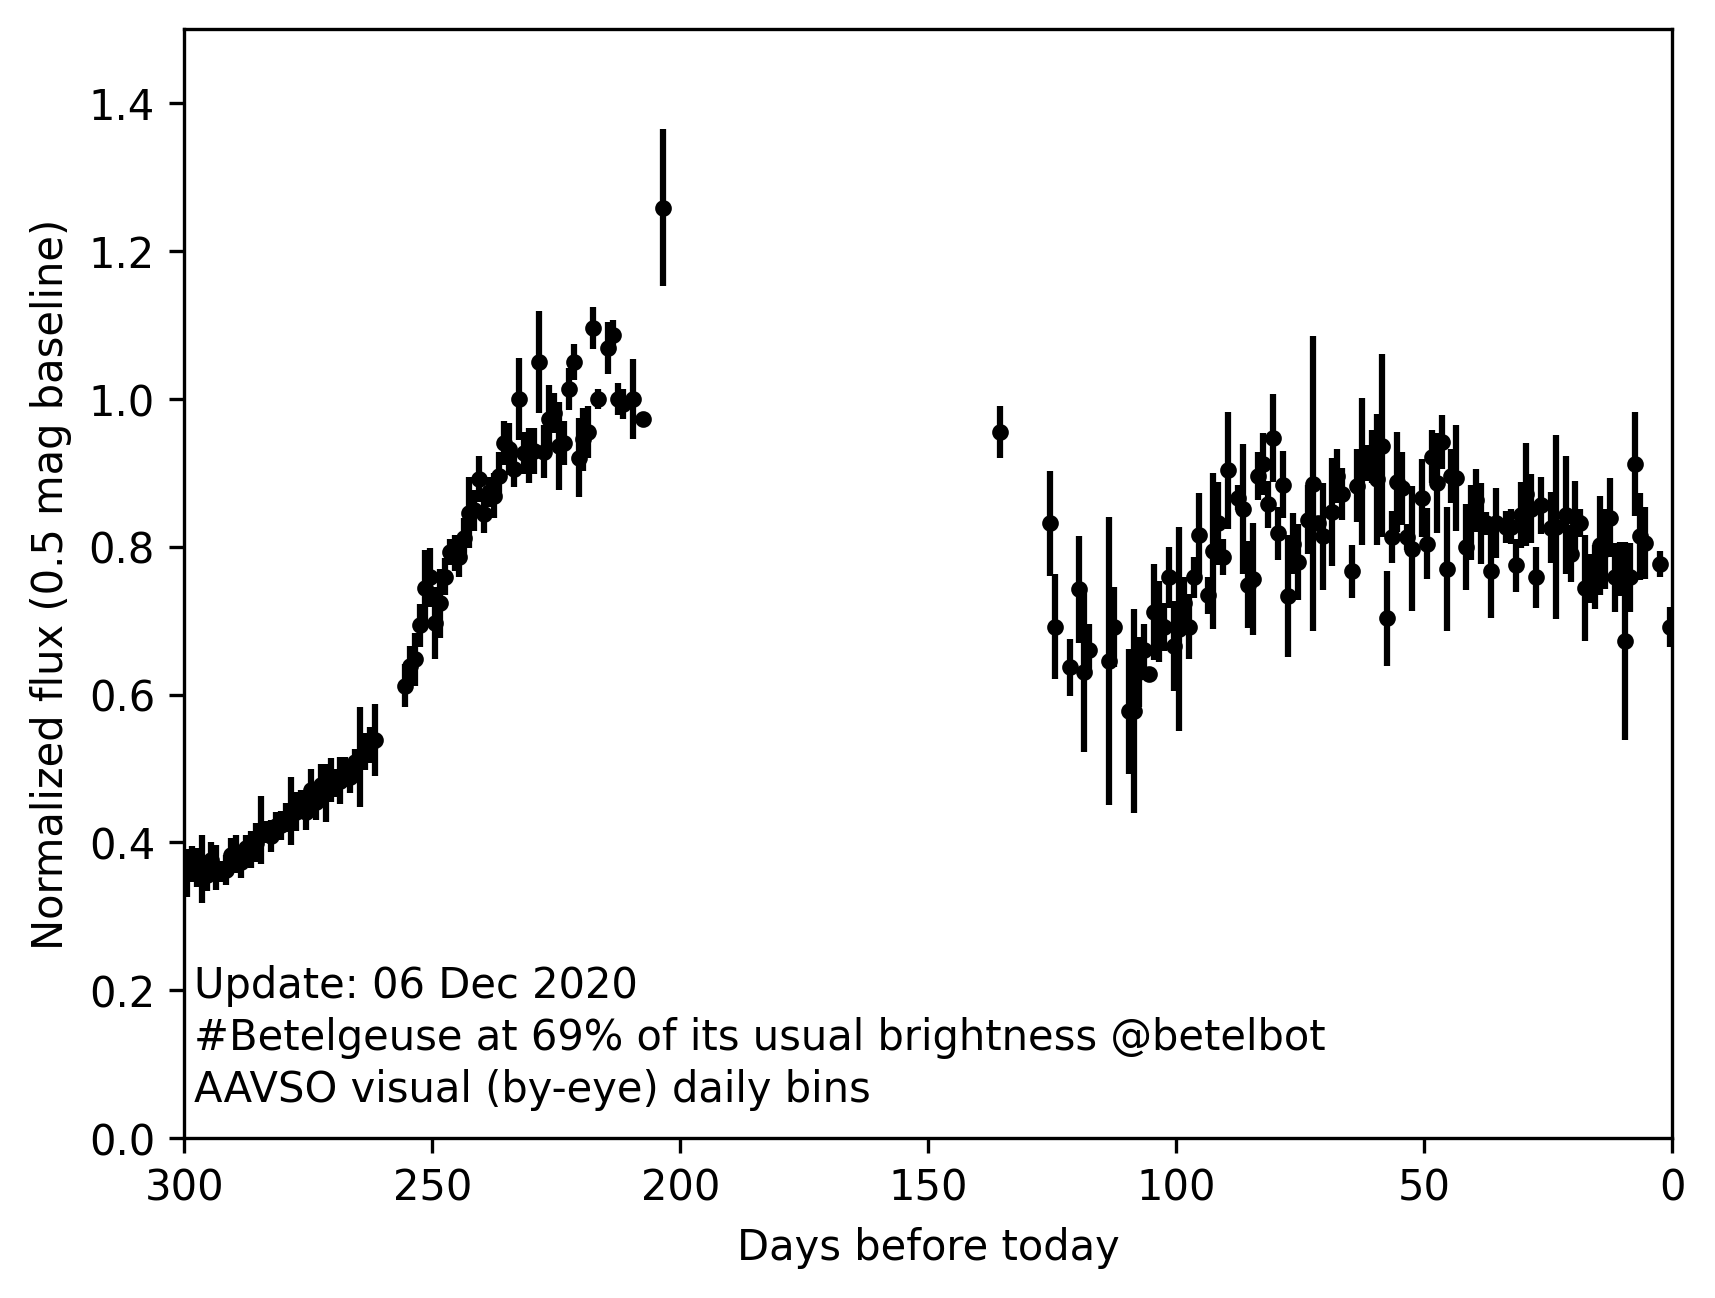 1.4
1.2
1.0
0.8
0.6
0.4
0.2
0.0
Normalized flux (0.5 mag baseline)
Update: 06 Dec 2020
#Betelgeuse at 69% of its usual brightness @betelbot
AAVSO visual (by-eye) daily bins
300 250 200 150 100 50 0
Days before today